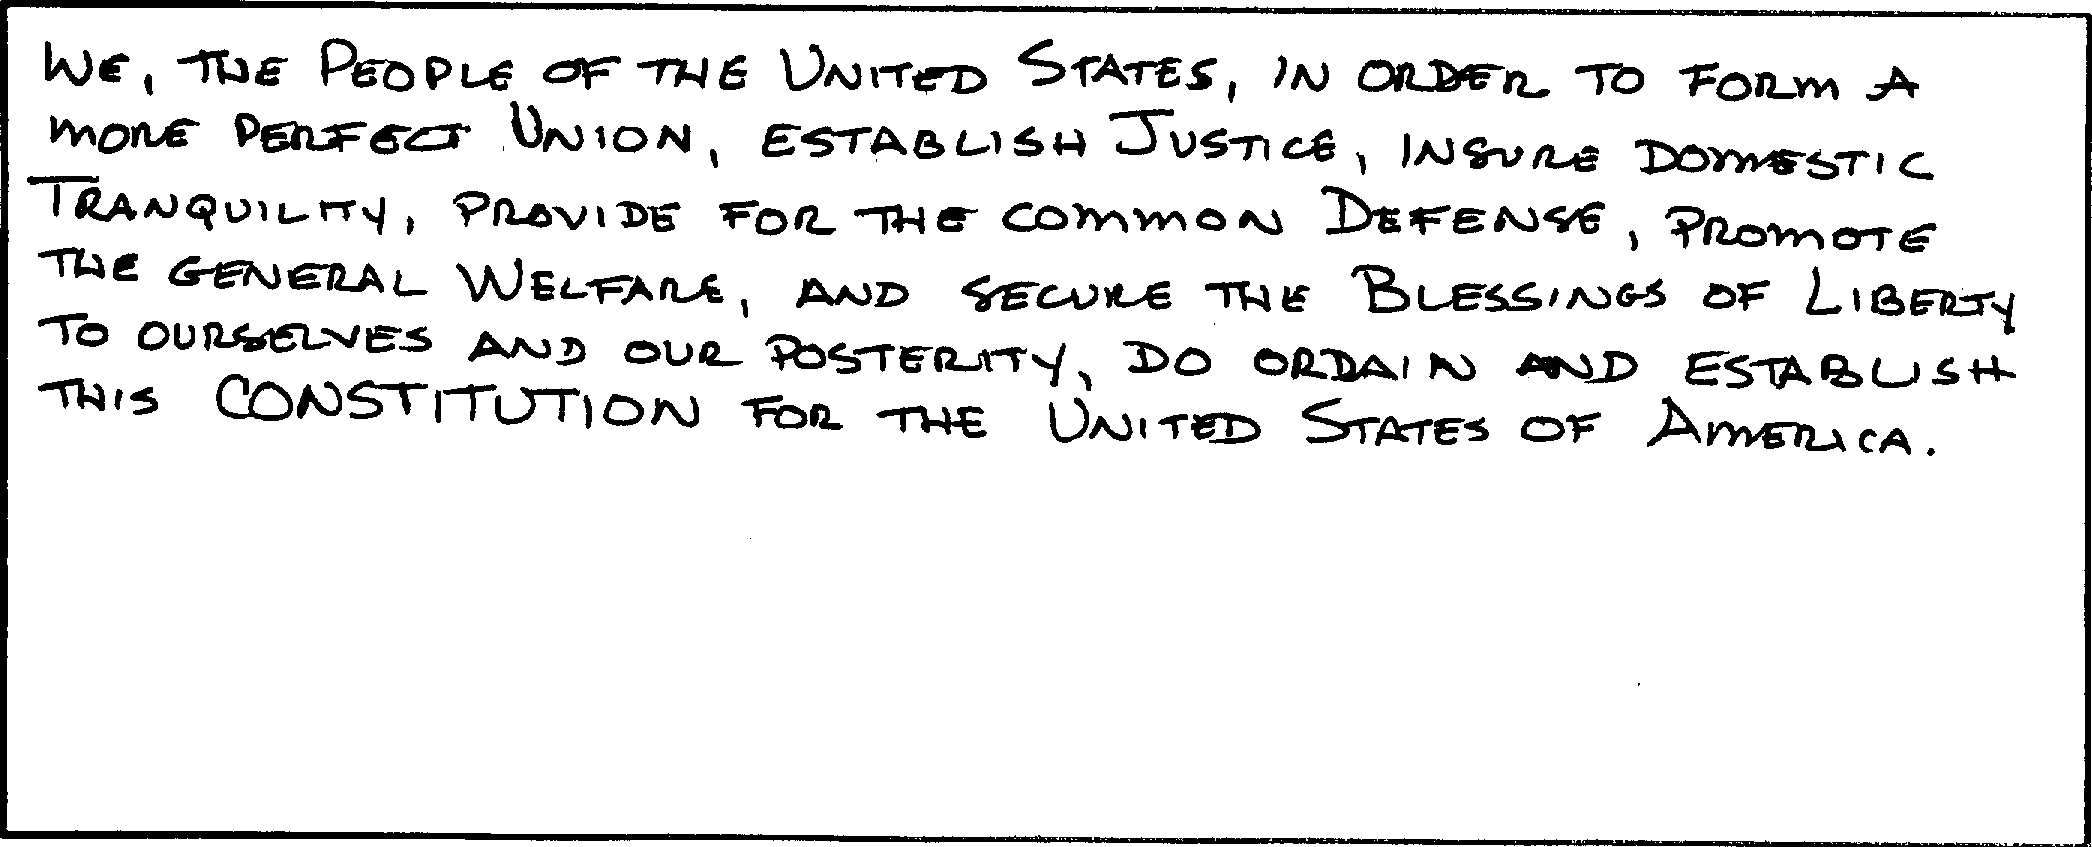 WE, THE PEOPLE OF THE UNITED STATES, IN ORDER TO FORM A
MORE PERFECT UNION, ESTABLISH JUSTICE, INSURE DOMESTIC
TRANQUILITY, PROVIDE FOR THE COMMON DEFENSE, PROMOTE
THE GENERAL WELFARE, AND SECURE THE BLESSINGS OF LIBERTY
TO OURSELVES AND OUR POSTERITY, DO ORDAIN AND ESTABLISH
THIS CONSTITUTION FOR THE UNITED STATES OF AMERICA.